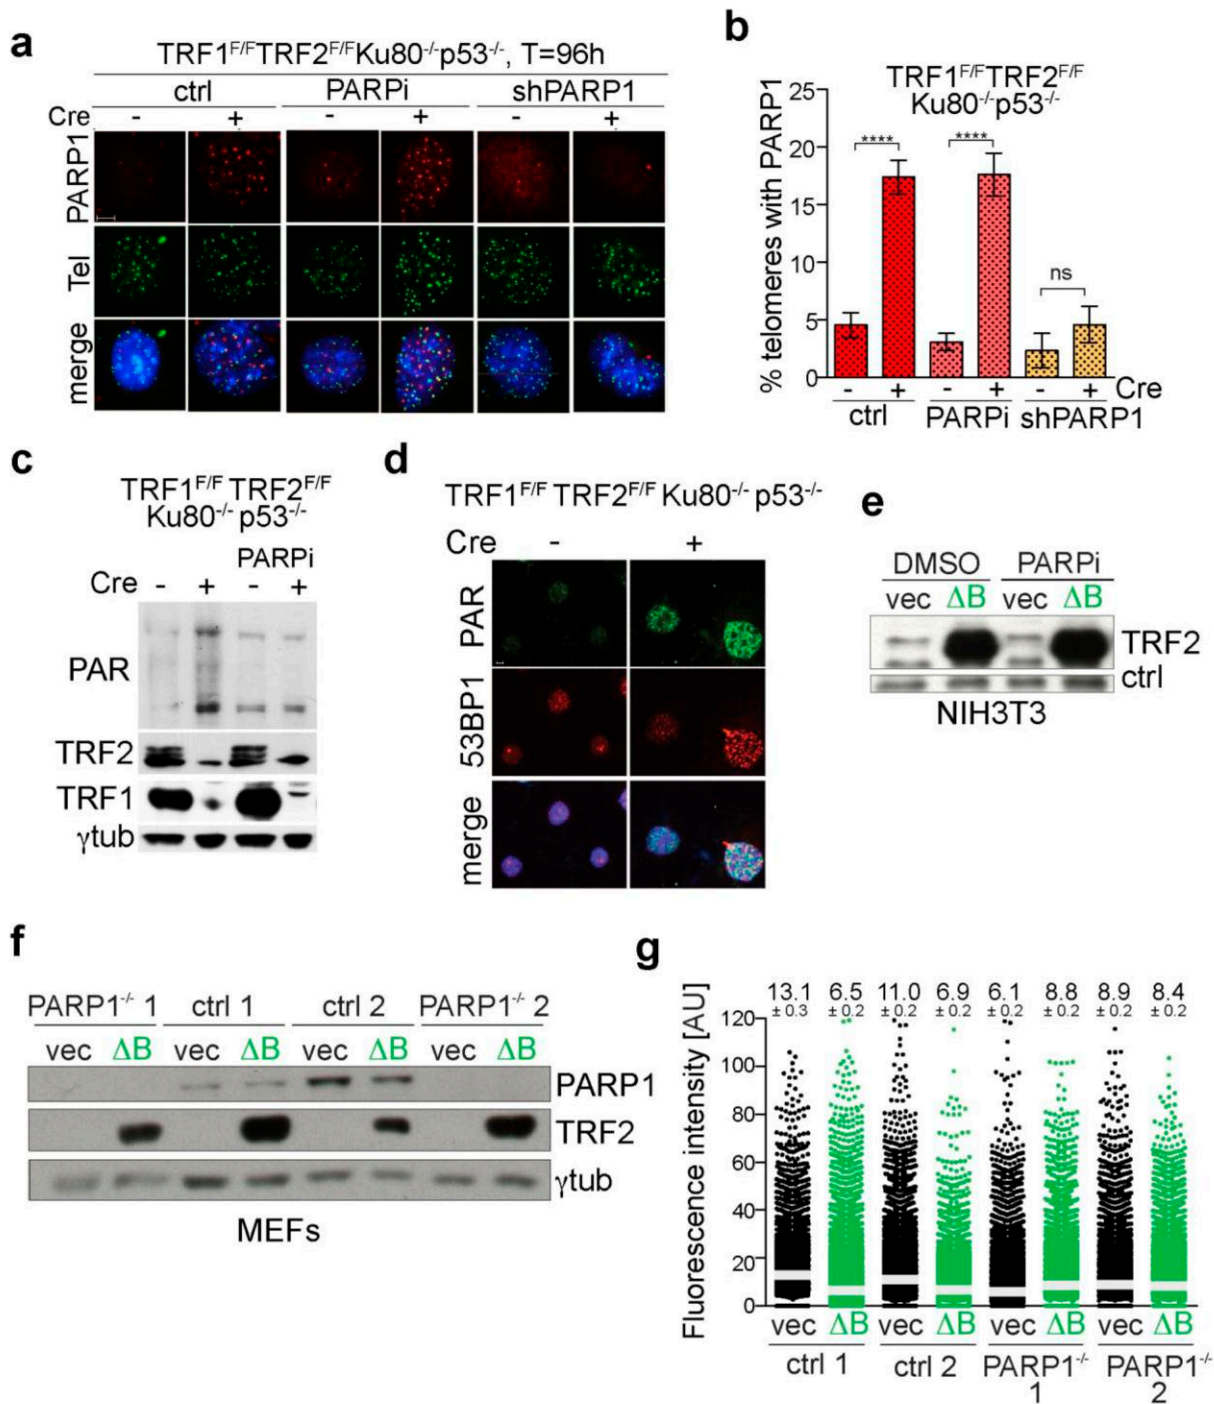 a
TRF1F/FTRF2F/FKu80-/-p53-/-, T=96h
ctrl PARPi shPARP1
Cre - + - + - +
PARP1
Tel
merge
b
TRF1F/FTRF2F/F
Ku80-/-p53-/-
% telomeres with PARP1
25
20
15
10
5
0
**** **** ns
- + - + - + Cre
ctrl PARPi shPARP1
c
TRF1F/F TRF2F/F
Ku80-/- p53-/-
PARPi
Cre - + - +
PAR
TRF2
TRF1
γtub
d
TRF1F/F TRF2F/F Ku80-/- p53-/-
Cre - +
PAR
53BP1
merge
e
DMSO PARPi
vec ΔB vec ΔB
TRF2
ctrl
NIH3T3
f
PARP1-/- 1 ctrl 1 ctrl 2 PARP1-/- 2
vec ΔB vec ΔB vec ΔB vec ΔB
PARP1
TRF2
γtub
MEFs
g
Fluorescence intensity [AU]
13.1 6.5 11.0 6.9 6.1 8.8 8.9 8.4
± 0.3 ± 0.2 ± 0.2 ± 0.2 ± 0.2 ± 0.2 ± 0.2 ± 0.2
120
100
80
60
40
20
0
vec ΔB vec ΔB vec ΔB vec ΔB
ctrl 1 ctrl 2 PARP1-/- PARP1-/-
1 2